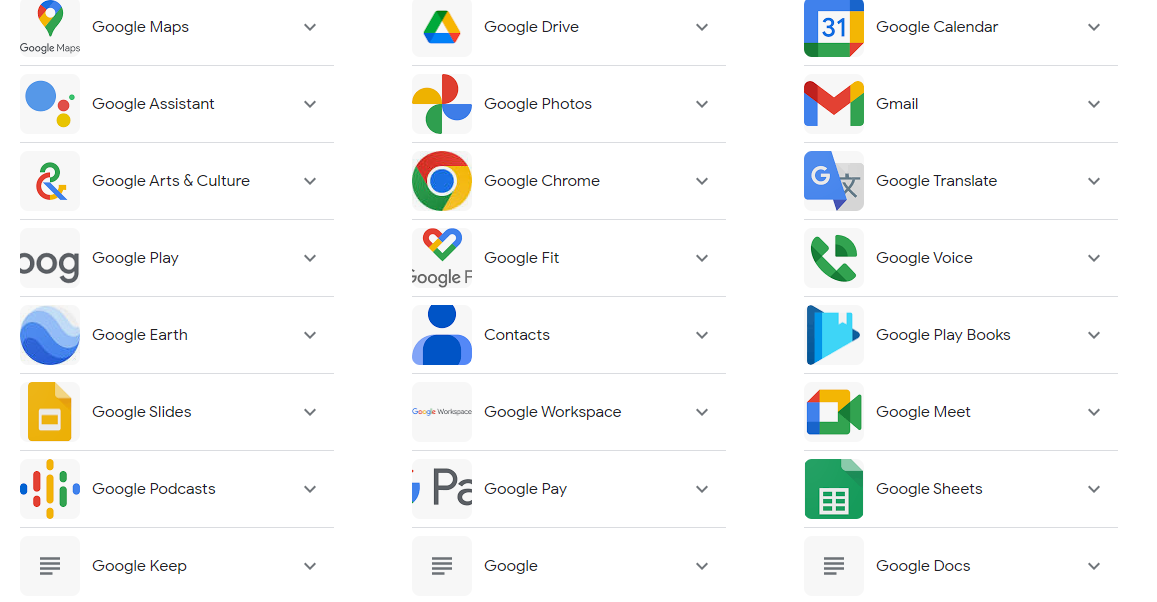 Google Maps
Google Maps
Google Drive
31
Google Calendar
Google Assistant
Google Photos
Gmail
Google Arts & Culture
Google Chrome
G 文
Google Translate
oog
Google Play
Google F
Google Fit
Google Voice
Google Earth
Contacts
Google Play Books
Google Slides
Google Workspace
Google Workspace
Google Meet
Google Podcasts
G Pa
Google Pay
Google Sheets
Google Keep
Google
Google Docs